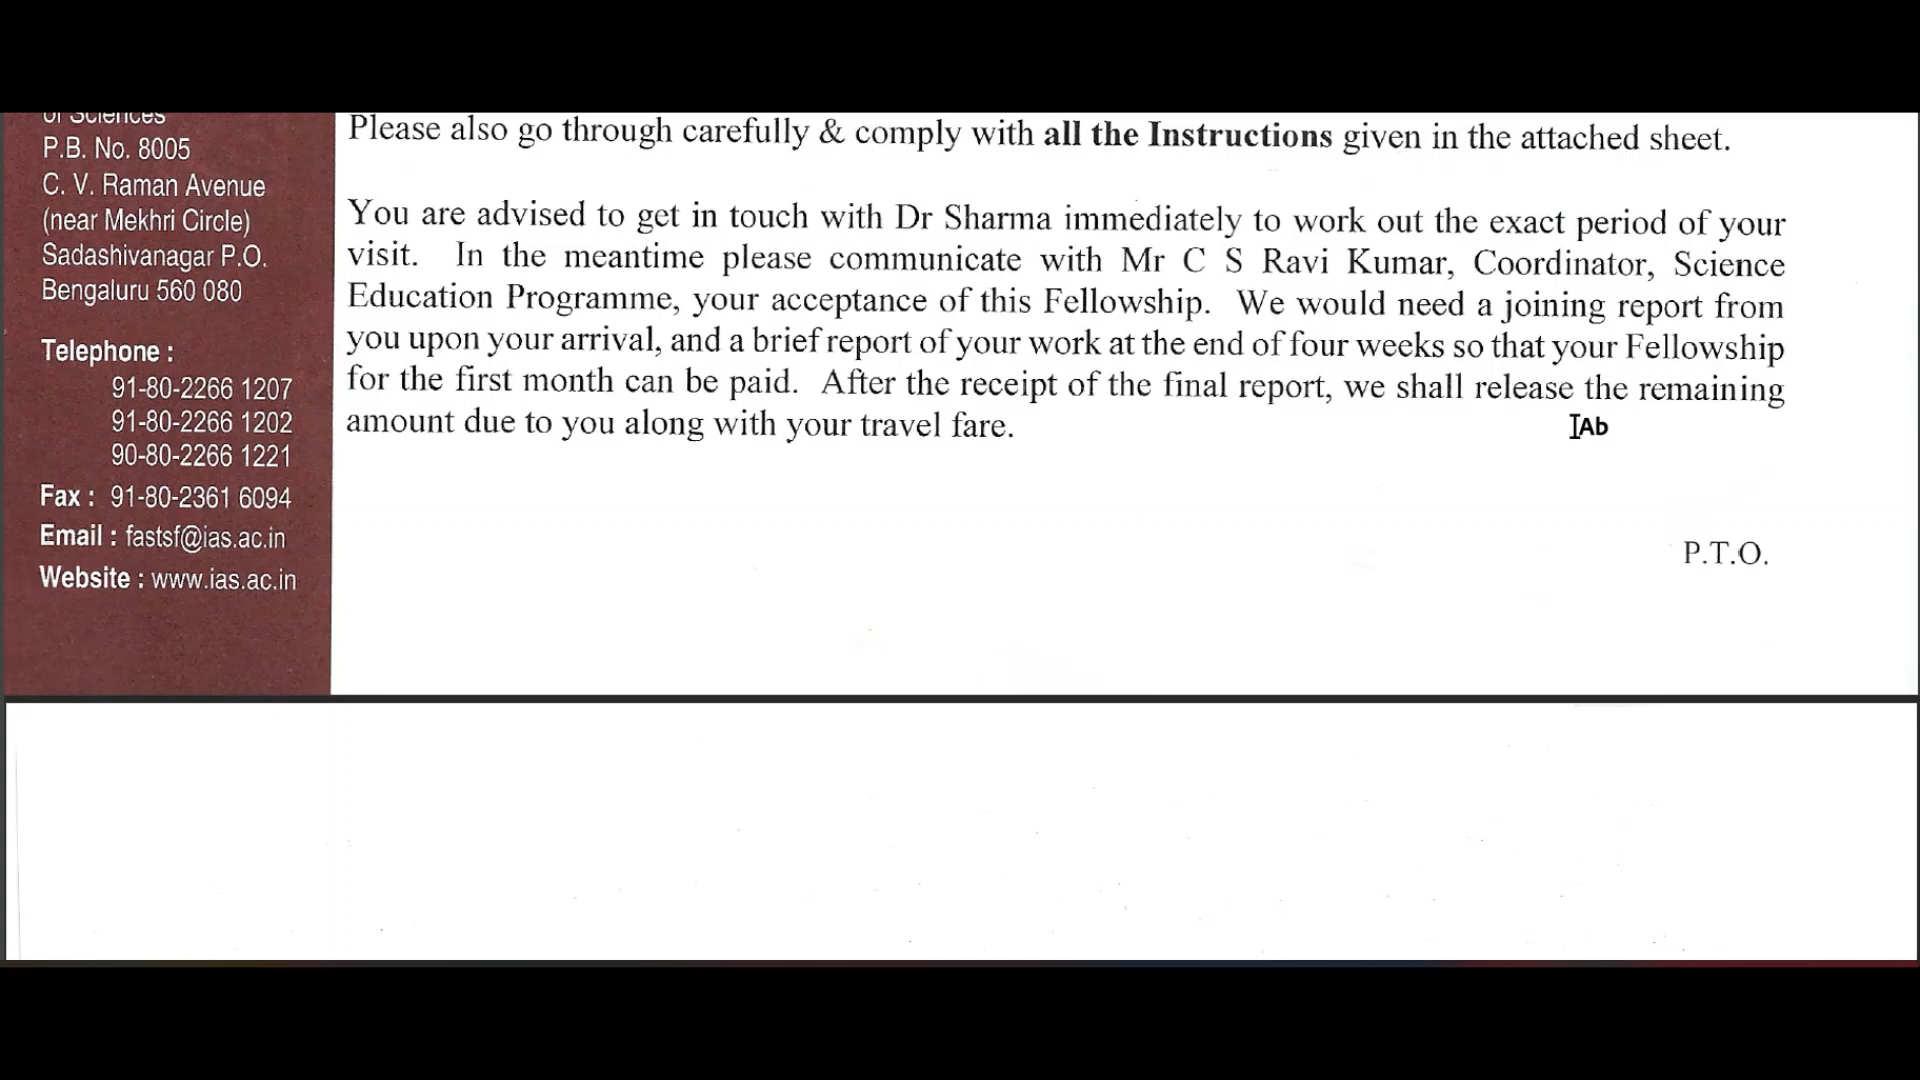 of Sciences
P.B. No. 8005
C. V. Raman Avenue
(near Mekhri Circle)
Sadashivanagar P.O.
Bengaluru 560 080
Telephone :
91-80-2266 1207
91-80-2266 1202
90-80-2266 1221
Fax : 91-80-2361 6094
Email : fastsf@ias.ac.in
Website : www.ias.ac.in
Please also go through carefully & comply with all the Instructions given in the attached sheet.
You are advised to get in touch with Dr Sharma immediately to work out the exact period of your
visit. In the meantime please communicate with Mr C S Ravi Kumar, Coordinator, Science
Education Programme, your acceptance of this Fellowship. We would need a joining report from
you upon your arrival, and a brief report of your work at the end of four weeks so that your Fellowship
for the first month can be paid. After the receipt of the final report, we shall release the remaining
amount due to you along with your travel fare.
Ab
P.T.O.